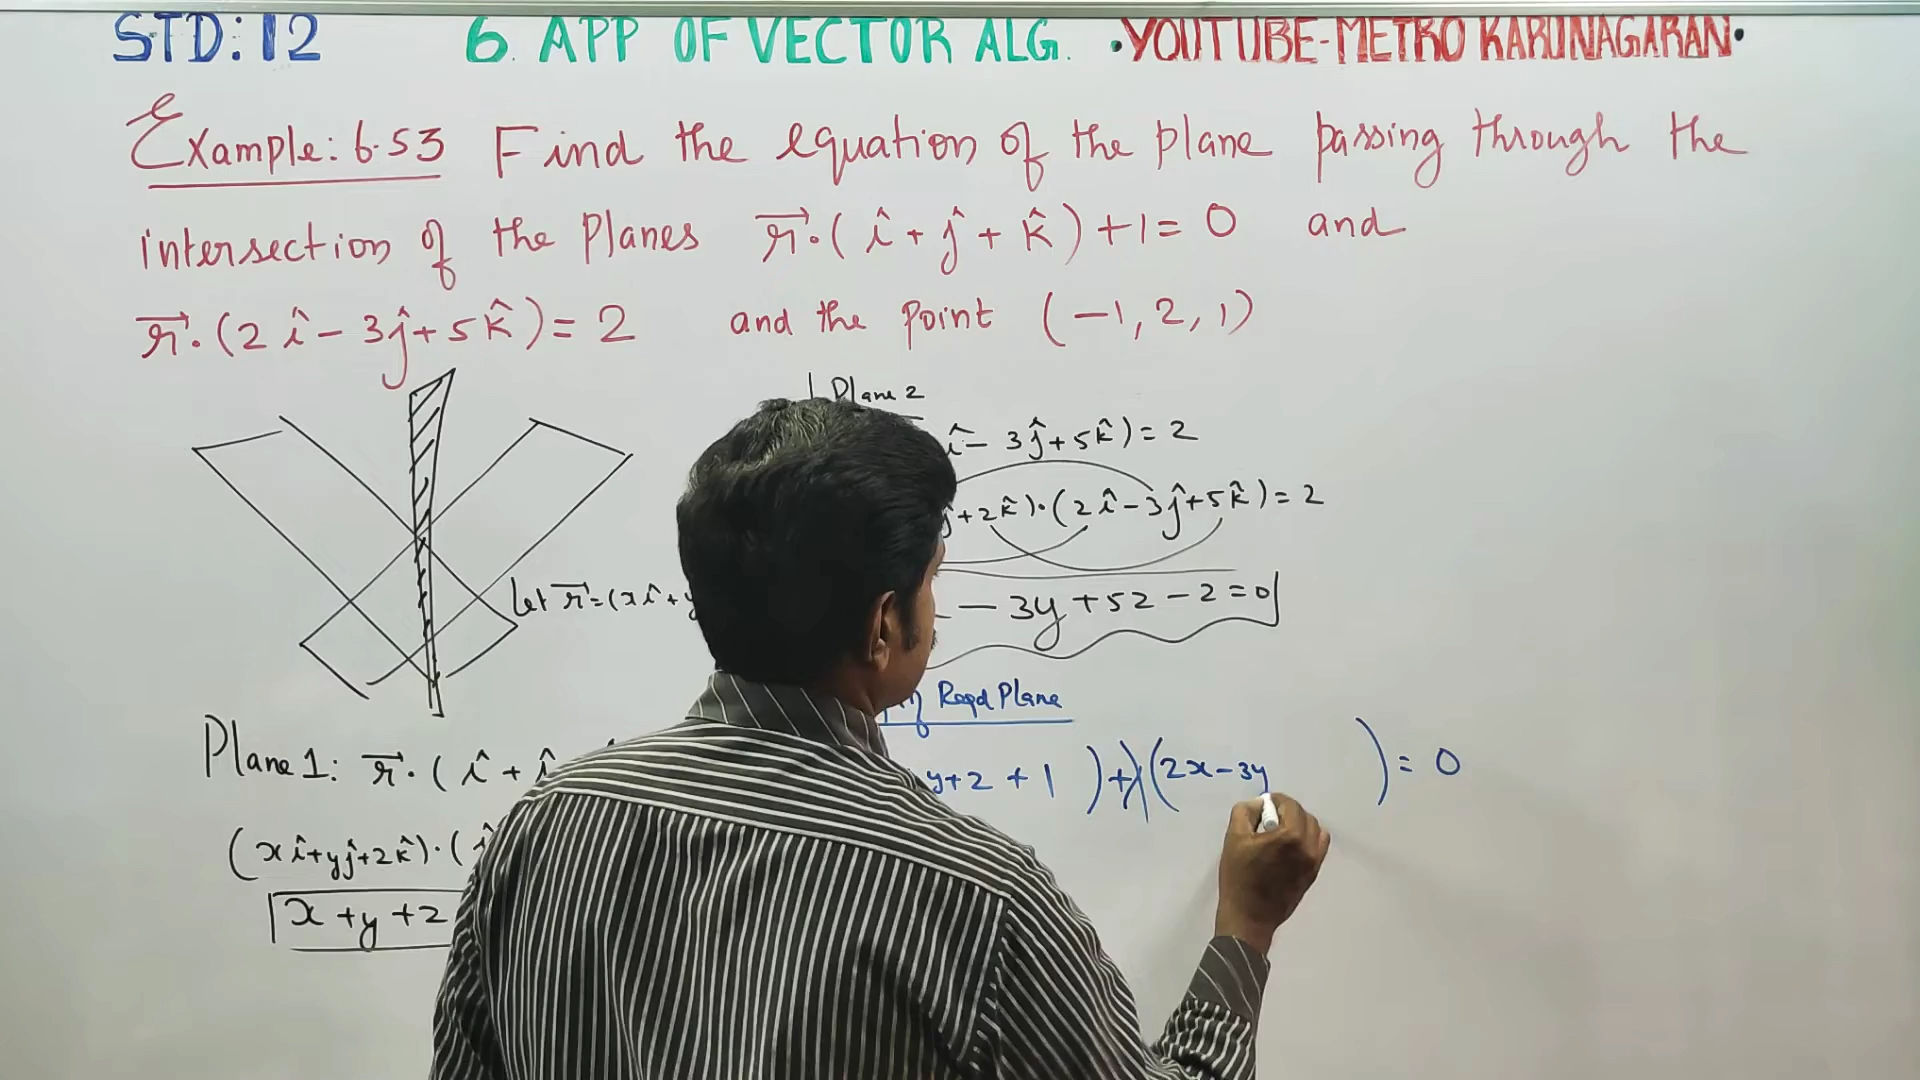 STD:12 6. APP OF VECTOR ALG. •YOUTUBE-METRO KARUNAGARAN•
Example: 6.53 Find the equation of the plane passing through the
intersection of the planes r⃗·(î+ĵ+k̂)+1=0 and
r⃗·(2î-3ĵ+5k̂)=2 and the point (-1, 2, 1)
Plane 2
î-3ĵ+5k̂)=2
ĵ+zk̂)·(2î-3ĵ+5k̂)=2
Let r⃗=(xî+y
-3y+5z-2=0
Reqd Plane
y+z+1)+λ(2x-3y )=0
Plane 1: r⃗·(î+ĵ
(xî+yĵ+zk̂)·(î
x+y+z